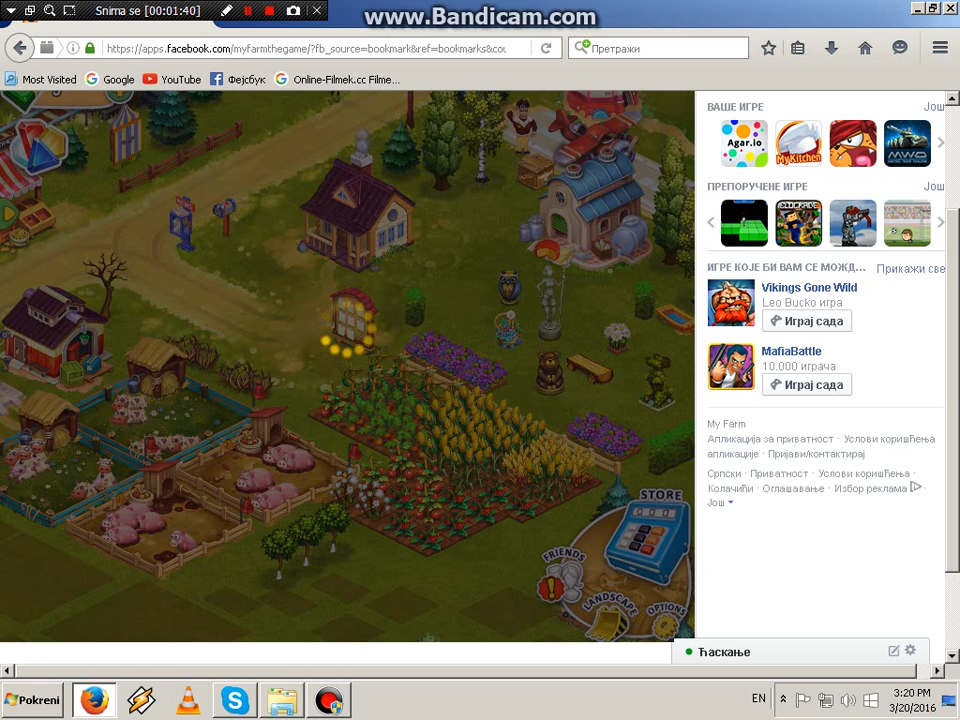 Snima se [00:01:40]
www.Bandicam.com
https://apps.facebook.com/myfarmthegame/?fb_source=bookmark&ref=bookmarks&cou
Претражи
Most Visited
Google
YouTube
Фејсбук
Online-Filmek.cc Filme...
ВАШЕ ИГРЕ
Још
Agar.io
My Kitchen
MWO
ПРЕПОРУЧЕНЕ ИГРЕ
Још
ИГРЕ КОЈЕ БИ ВАМ СЕ МОЖД...
Прикажи све
Vikings Gone Wild
Leo Bucko игра
Играј сада
MafiaBattle
10.000 играча
Играј сада
My Farm
Апликација за приватност · Услови коришћења
апликације · Пријави/контактирај
Српски · Приватност · Услови коришћења ·
Колачићи · Оглашавање · Избор реклама ·
Још
STORE
FRIENDS
LANDSCAPE
OPTIONS
Ћаскање
Pokreni
EN
3:20 PM
3/20/2016